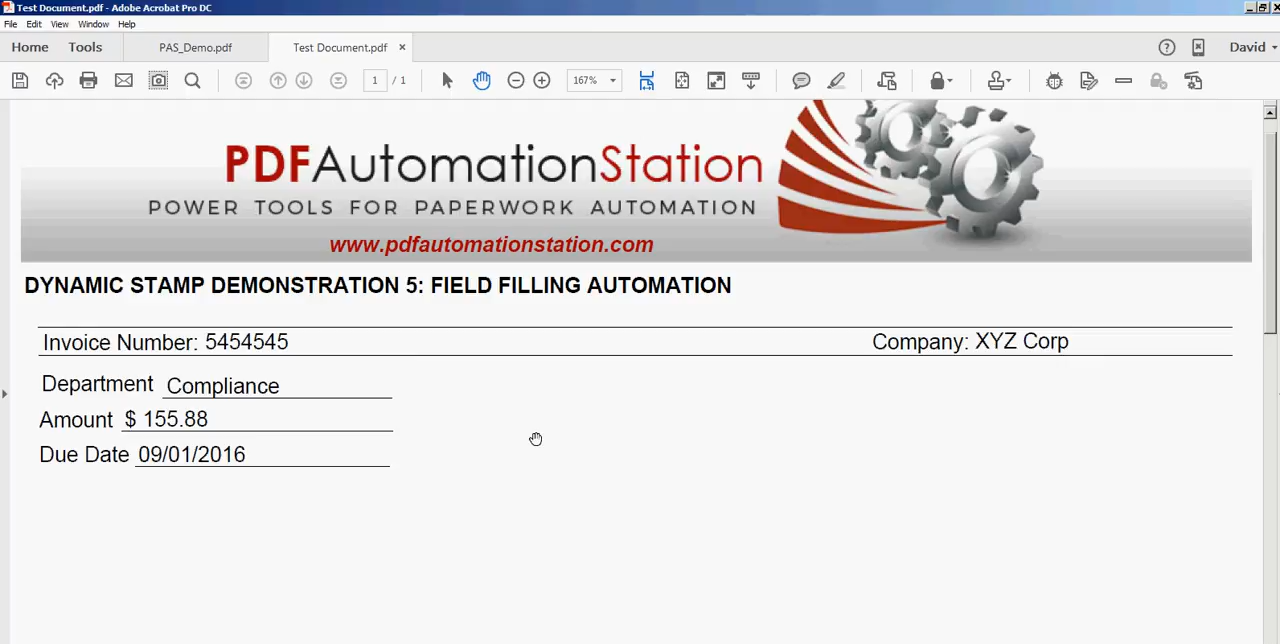 Test Document.pdf - Adobe Acrobat Pro DC
File Edit View Window Help
Home Tools PAS_Demo.pdf Test Document.pdf × David
1 / 1 167%
PDFAutomationStation
POWER TOOLS FOR PAPERWORK AUTOMATION
www.pdfautomationstation.com
DYNAMIC STAMP DEMONSTRATION 5: FIELD FILLING AUTOMATION
Invoice Number: 5454545 Company: XYZ Corp
Department Compliance
Amount $ 155.88
Due Date 09/01/2016